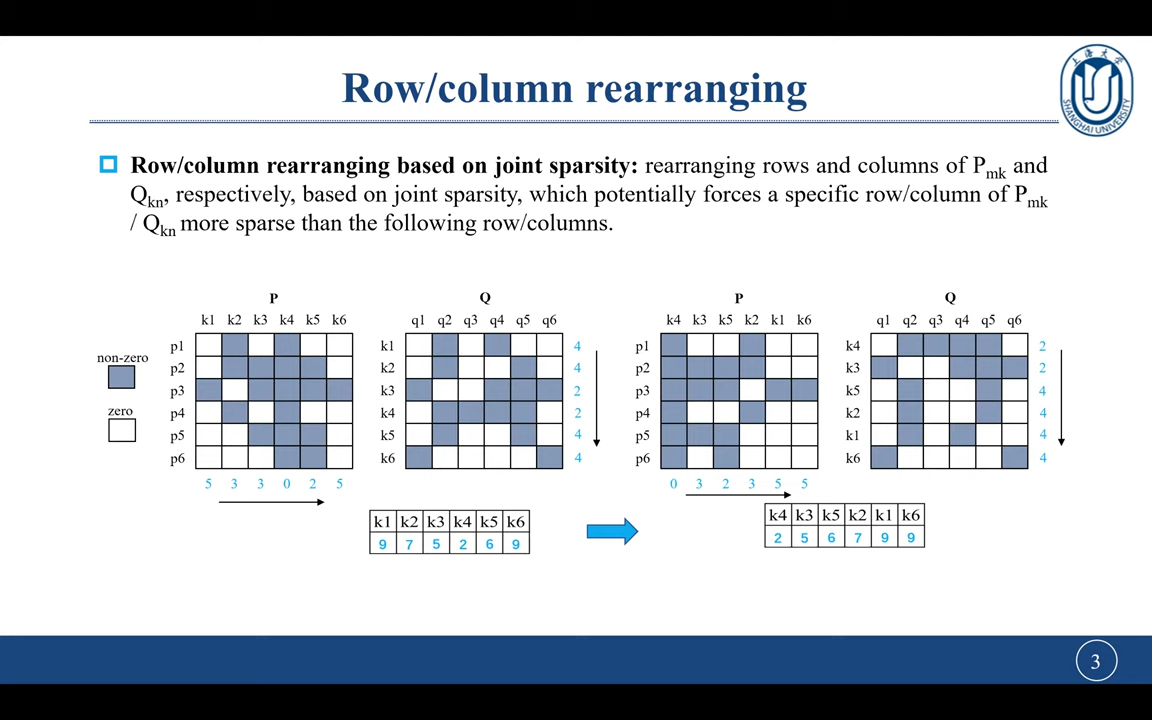 Row/column rearranging
上海大学
SHANGHAI UNIVERSITY
Row/column rearranging based on joint sparsity: rearranging rows and columns of Pmk and
Qkn, respectively, based on joint sparsity, which potentially forces a specific row/column of Pmk
/ Qkn more sparse than the following row/columns.
P
k1 k2 k3 k4 k5 k6
p1
p2
p3
p4
p5
p6
5 3 3 0 2 5
non-zero
zero
Q
q1 q2 q3 q4 q5 q6
k1 4
k2 4
k3 2
k4 2
k5 4
k6 4
k1 k2 k3 k4 k5 k6
9 7 5 2 6 9
P
k4 k3 k5 k2 k1 k6
p1
p2
p3
p4
p5
p6
0 3 2 3 5 5
Q
q1 q2 q3 q4 q5 q6
k4 2
k3 2
k5 4
k2 4
k1 4
k6 4
k4 k3 k5 k2 k1 k6
2 5 6 7 9 9
3